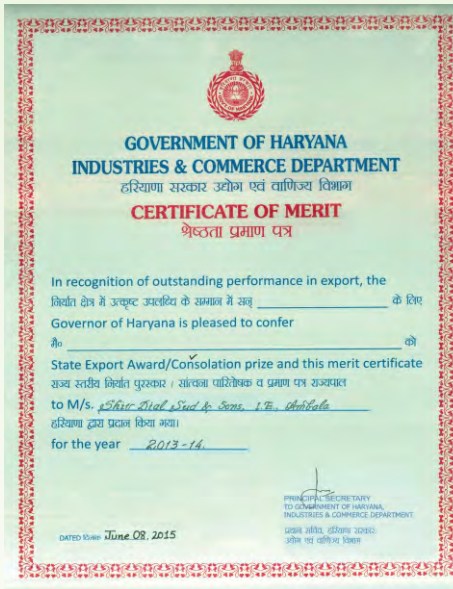 GOVERNMENT OF HARYANA
INDUSTRIES & COMMERCE DEPARTMENT
हरियाणा सरकार उद्योग एवं वाणिज्य विभाग
CERTIFICATE OF MERIT
श्रेष्ठता प्रमाण पत्र
In recognition of outstanding performance in export, the
निर्यात क्षेत्र में उत्कृष्ट उपलब्धि के सम्मान में सन् के लिए
Governor of Haryana is pleased to confer
मै० को
State Export Award/Consolation prize and this merit certificate
राज्य स्तरीय निर्यात पुरस्कार / सांत्वना पारितोषक व प्रमाण पत्र राज्यपाल
to M/s. Shiv Dial Sud & Sons, I.E., Ambala
हरियाणा द्वारा प्रदान किया गया।
for the year 2013-14.
PRINCIPAL SECRETARY
TO GOVERNMENT OF HARYANA,
INDUSTRIES & COMMERCE DEPARTMENT
प्रधान सचिव, हरियाणा सरकार
उद्योग एवं वाणिज्य विभाग
DATED June 08, 2015